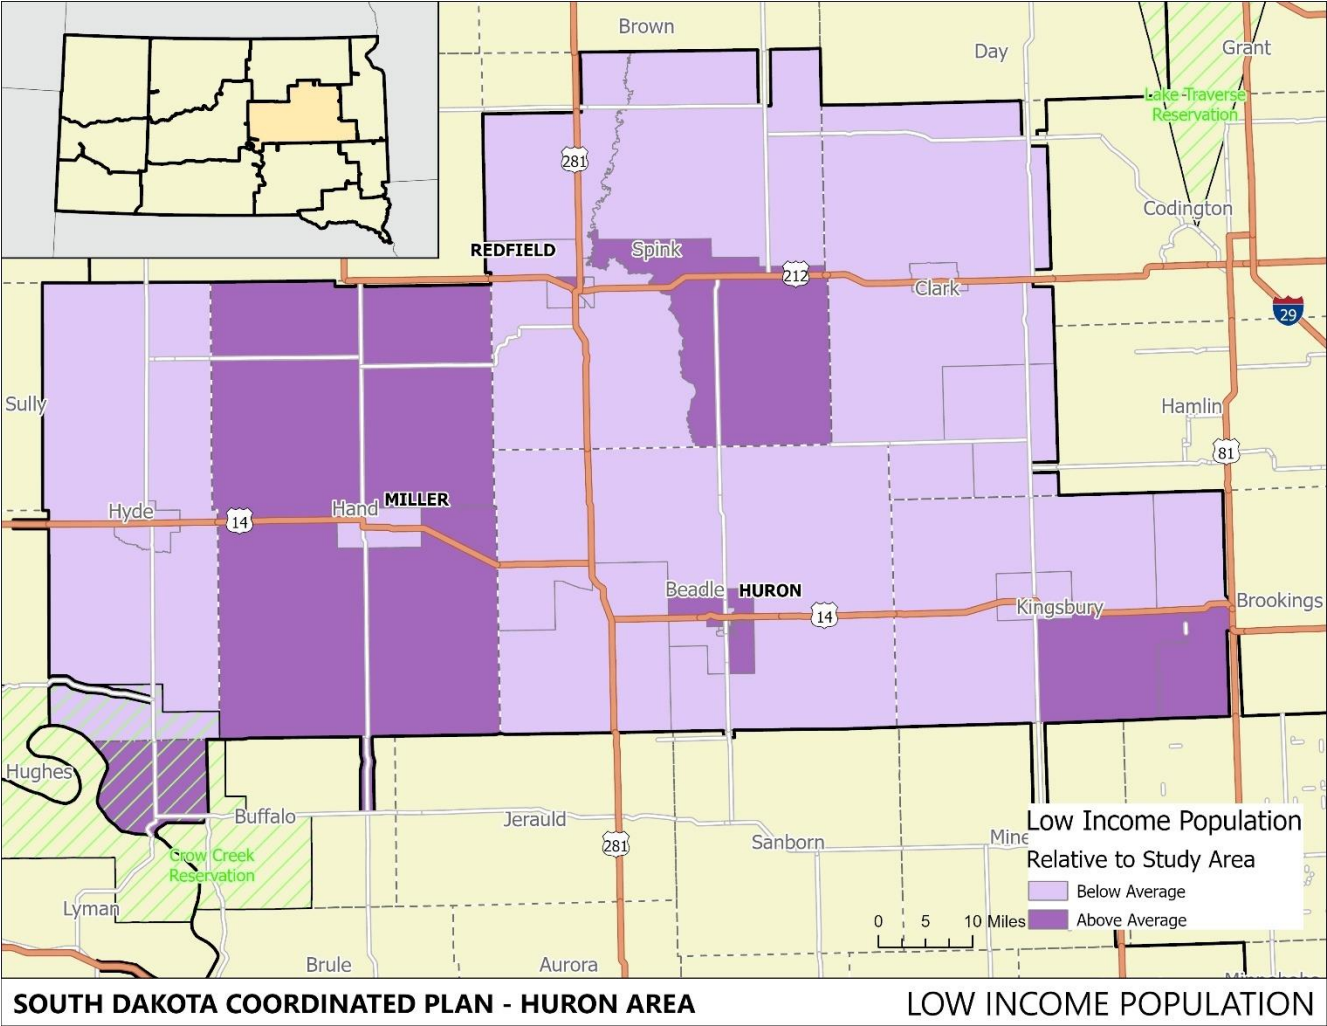 Brown
Day
Grant
Lake Traverse
Reservation
281
Codington
REDFIELD
Spink
212
Clark
29
Sully
Hamlin
81
Hyde
14
Hand
MILLER
Beadle
HURON
14
Kingsbury
Brookings
Hughes
Buffalo
Jerauld
281
Sanborn
Mine
Crow Creek
Reservation
Lyman
Brule
Aurora
Low Income Population
Relative to Study Area
Below Average
Above Average
0 5 10 Miles
SOUTH DAKOTA COORDINATED PLAN - HURON AREA
LOW INCOME POPULATION